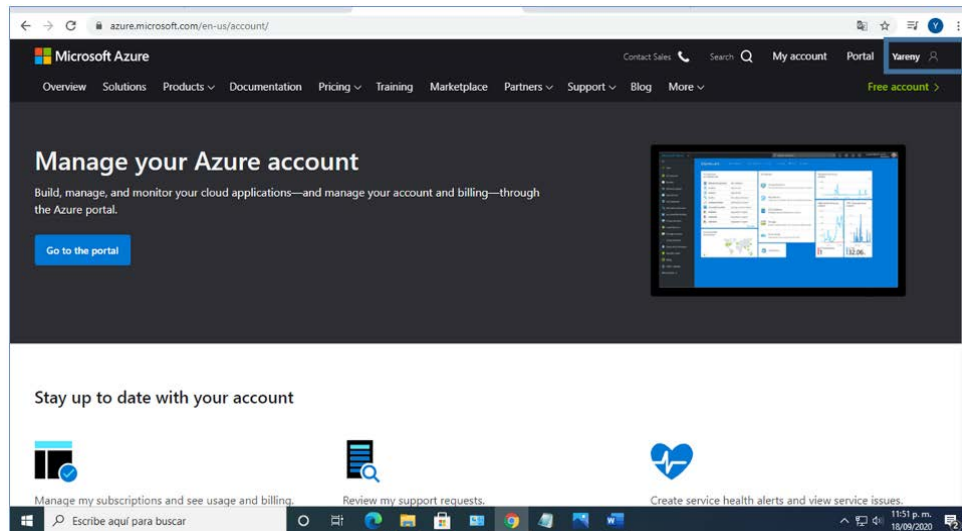 azure.microsoft.com/en-us/account/
Y
Microsoft Azure
Contact Sales Search My account Portal Yareny
Overview Solutions Products Documentation Pricing Training Marketplace Partners Support Blog More Free account >
Manage your Azure account
Build, manage, and monitor your cloud applications—and manage your account and billing—through
the Azure portal.
Go to the portal
Stay up to date with your account
Manage my subscriptions and see usage and billing. Review my support requests. Create service health alerts and view service issues.
Escribe aquí para buscar
11:51 p. m.
18/09/2020
2